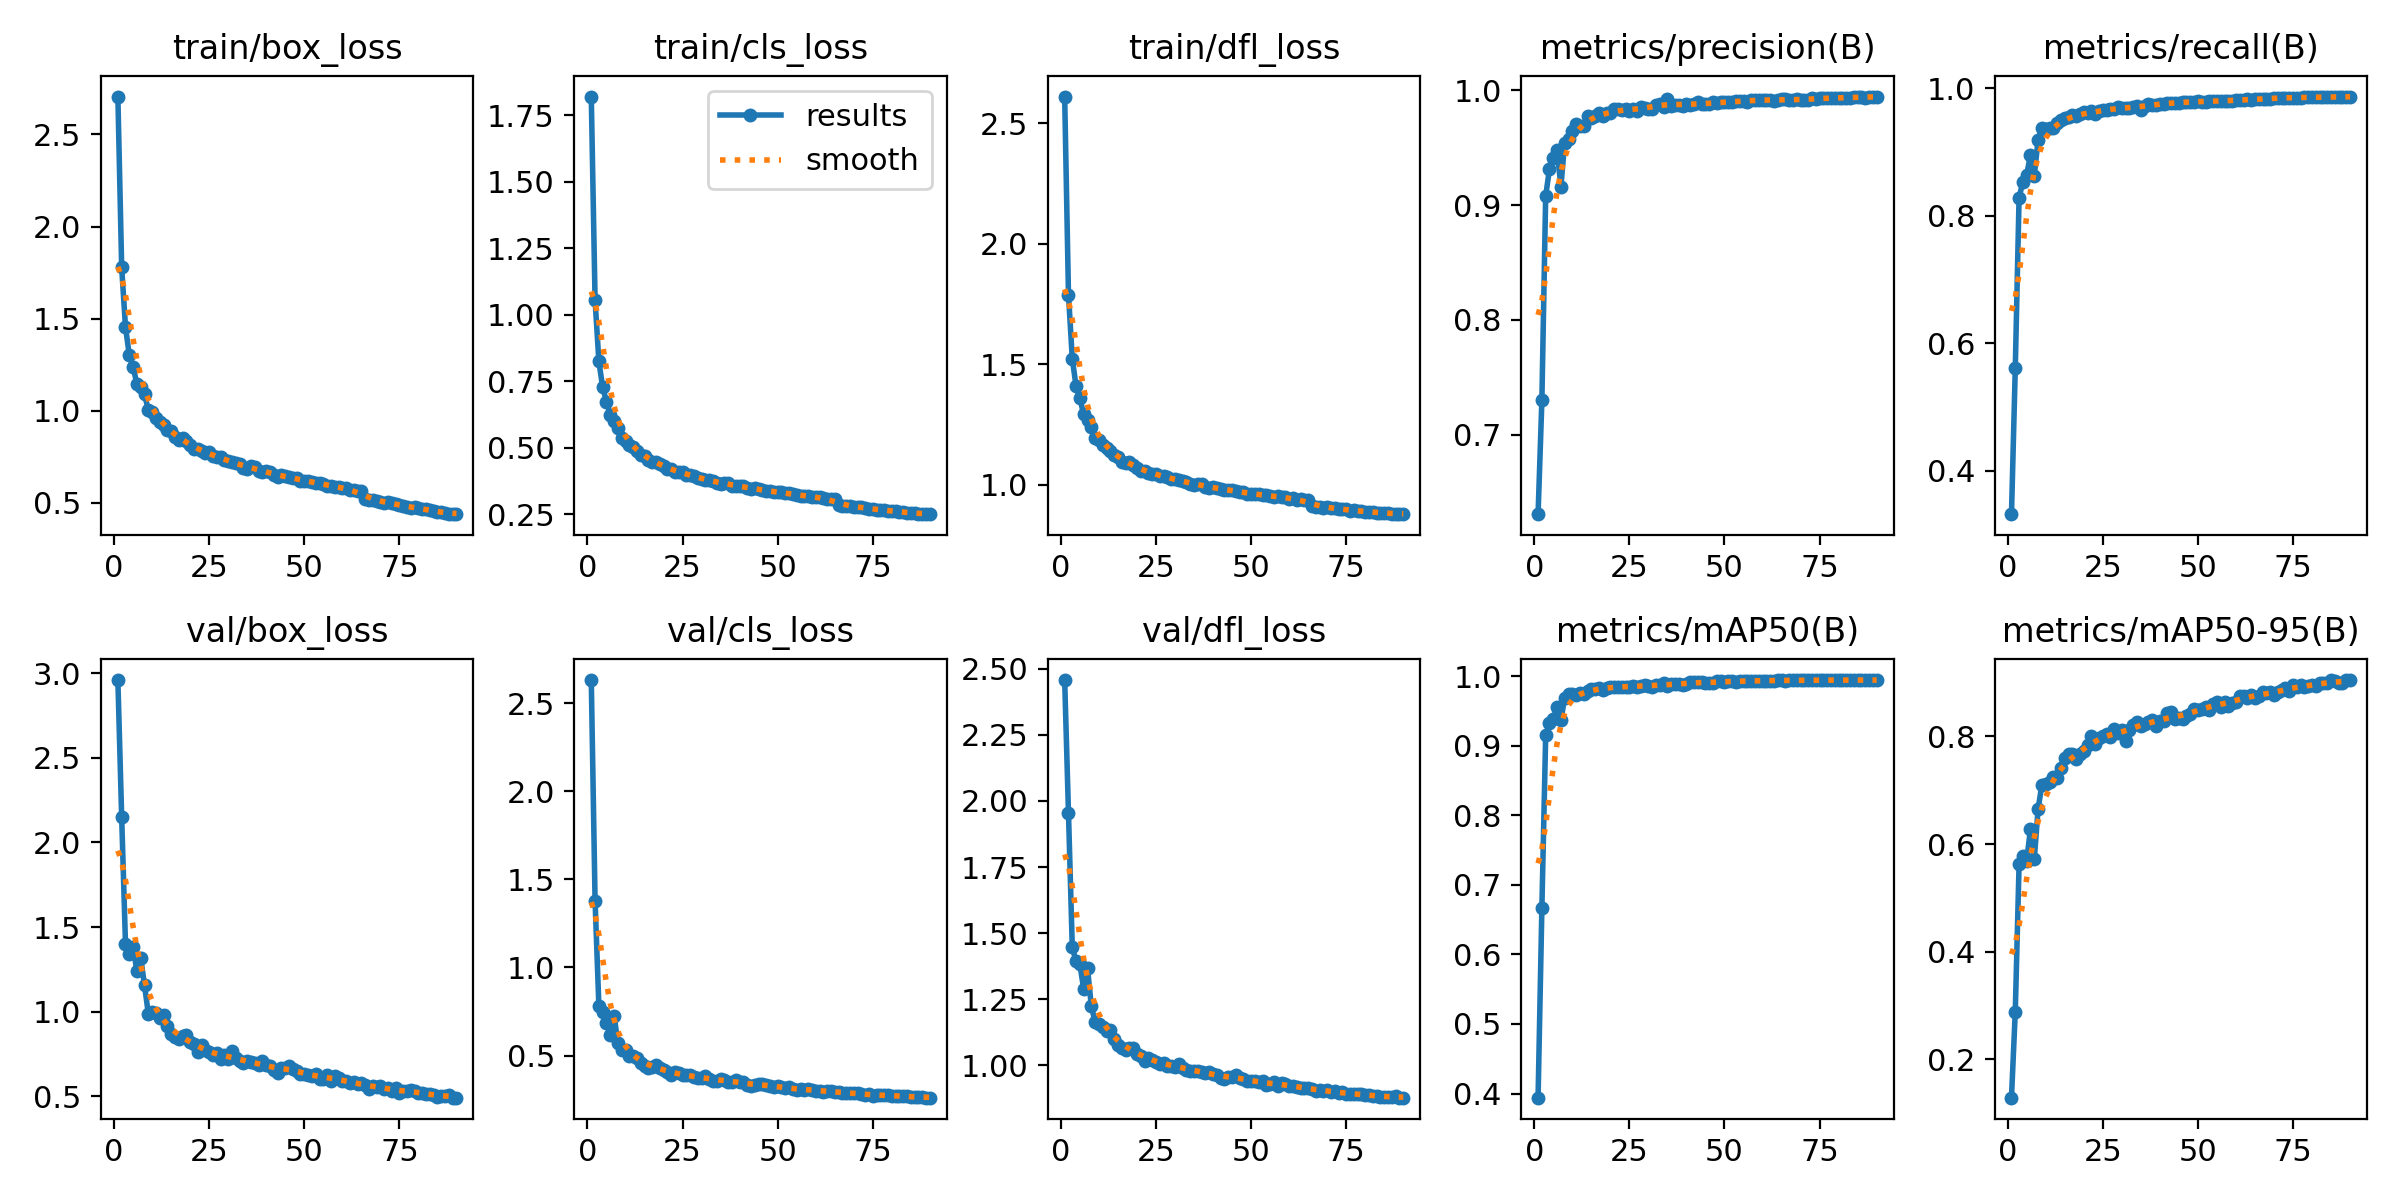 train/box_loss
2.5
2.0
1.5
1.0
0.5
0 25 50 75
train/cls_loss
results
smooth
1.75
1.50
1.25
1.00
0.75
0.50
0.25
0 25 50 75
train/dfl_loss
2.5
2.0
1.5
1.0
0 25 50 75
metrics/precision(B)
1.0
0.9
0.8
0.7
0 25 50 75
metrics/recall(B)
1.0
0.8
0.6
0.4
0 25 50 75
val/box_loss
3.0
2.5
2.0
1.5
1.0
0.5
0 25 50 75
val/cls_loss
2.5
2.0
1.5
1.0
0.5
0 25 50 75
val/dfl_loss
2.50
2.25
2.00
1.75
1.50
1.25
1.00
0 25 50 75
metrics/mAP50(B)
1.0
0.9
0.8
0.7
0.6
0.5
0.4
0 25 50 75
metrics/mAP50-95(B)
0.8
0.6
0.4
0.2
0 25 50 75